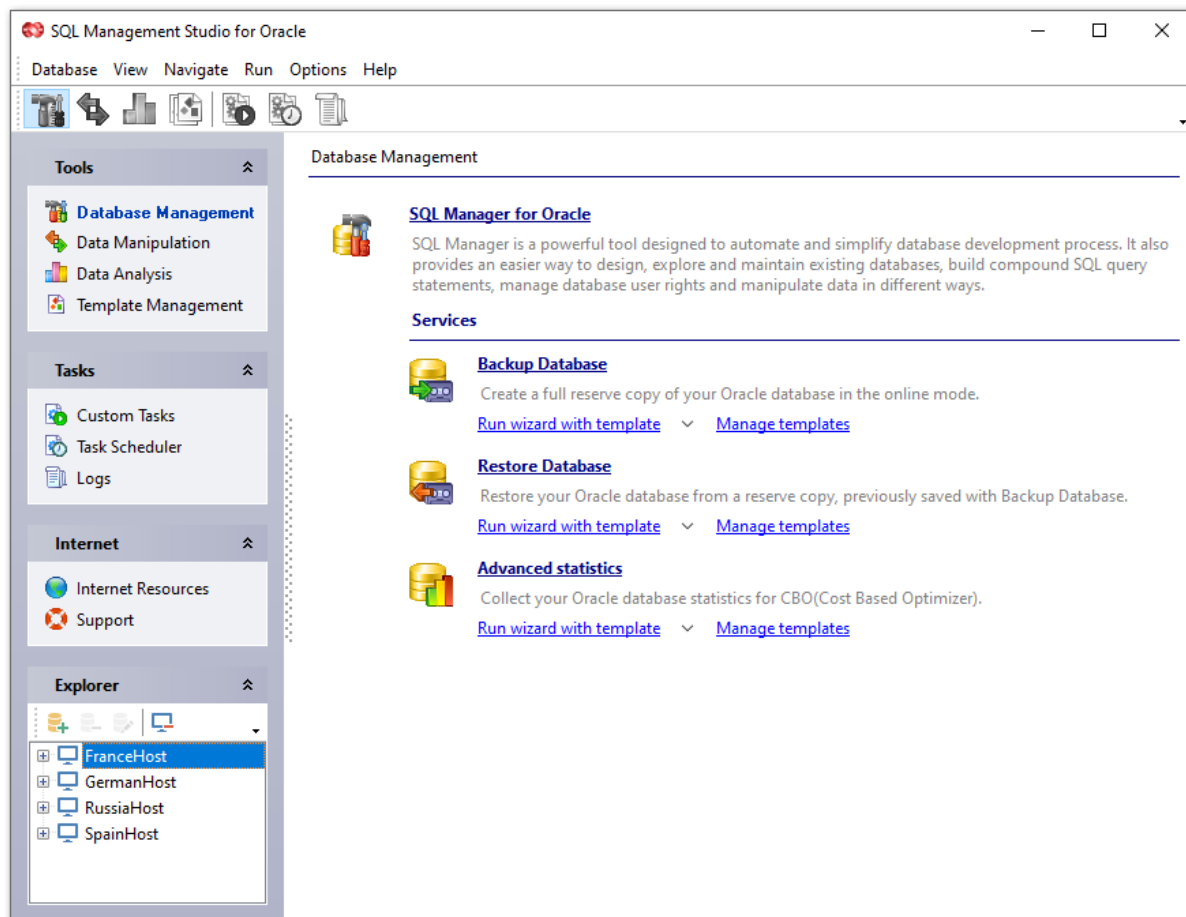 SQL Management Studio for Oracle
Database View Navigate Run Options Help
Tools
Database Management
Data Manipulation
Data Analysis
Template Management
Tasks
Custom Tasks
Task Scheduler
Logs
Internet
Internet Resources
Support
Explorer
FranceHost
GermanHost
RussiaHost
SpainHost
Database Management
SQL Manager for Oracle
SQL Manager is a powerful tool designed to automate and simplify database development process. It also
provides an easier way to design, explore and maintain existing databases, build compound SQL query
statements, manage database user rights and manipulate data in different ways.
Services
Backup Database
Create a full reserve copy of your Oracle database in the online mode.
Run wizard with template Manage templates
Restore Database
Restore your Oracle database from a reserve copy, previously saved with Backup Database.
Run wizard with template Manage templates
Advanced statistics
Collect your Oracle database statistics for CBO(Cost Based Optimizer).
Run wizard with template Manage templates